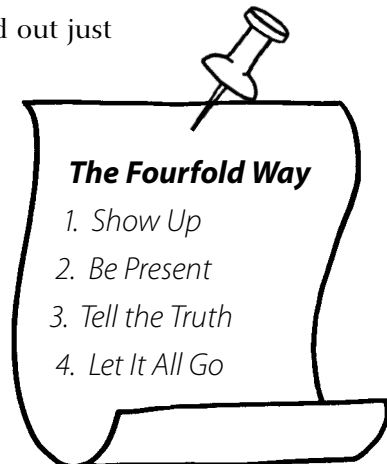 d out just
The Fourfold Way
1. Show Up
2. Be Present
3. Tell the Truth
4. Let It All Go